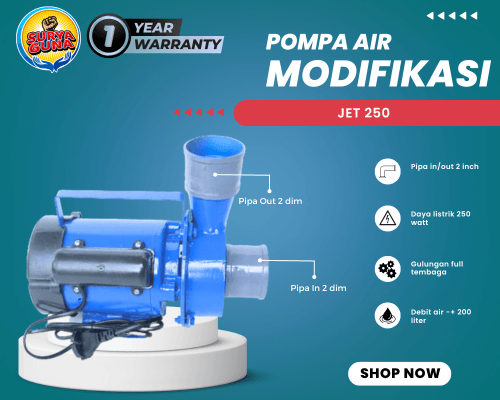 SURYA
GUNA
1 YEAR
WARRANTY
POMPA AIR
MODIFIKASI
JET 250
Pipa Out 2 dim
Pipa In 2 dim
Pipa in/out 2 inch
Daya listrik 250
watt
Gulungan full
tembaga
Debit air -+ 200
liter
SHOP NOW